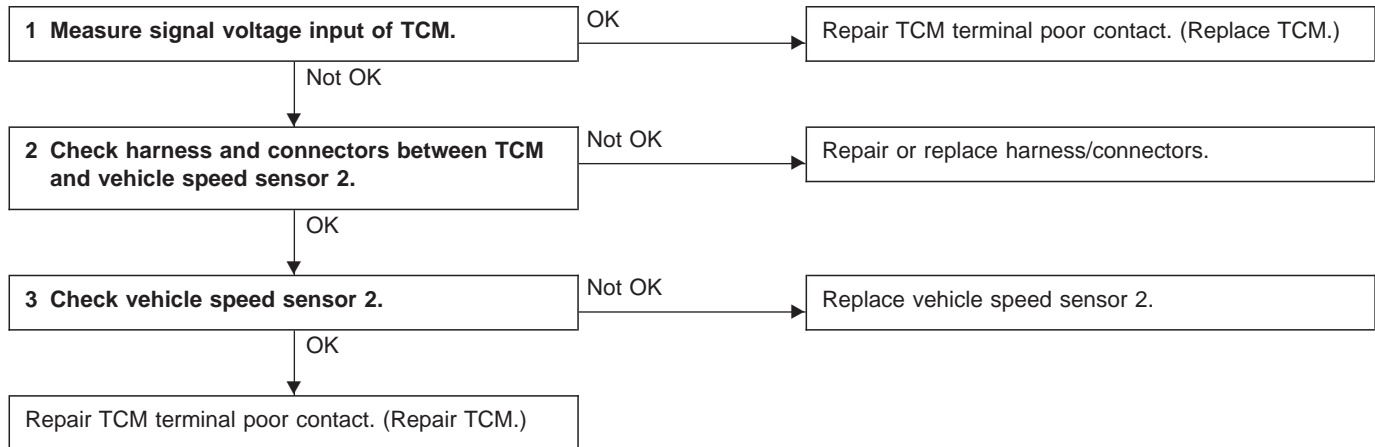 1 Measure signal voltage input of TCM.
OK
Repair TCM terminal poor contact. (Replace TCM.)
Not OK
2 Check harness and connectors between TCM
and vehicle speed sensor 2.
Not OK
Repair or replace harness/connectors.
OK
3 Check vehicle speed sensor 2.
Not OK
Replace vehicle speed sensor 2.
OK
Repair TCM terminal poor contact. (Repair TCM.)